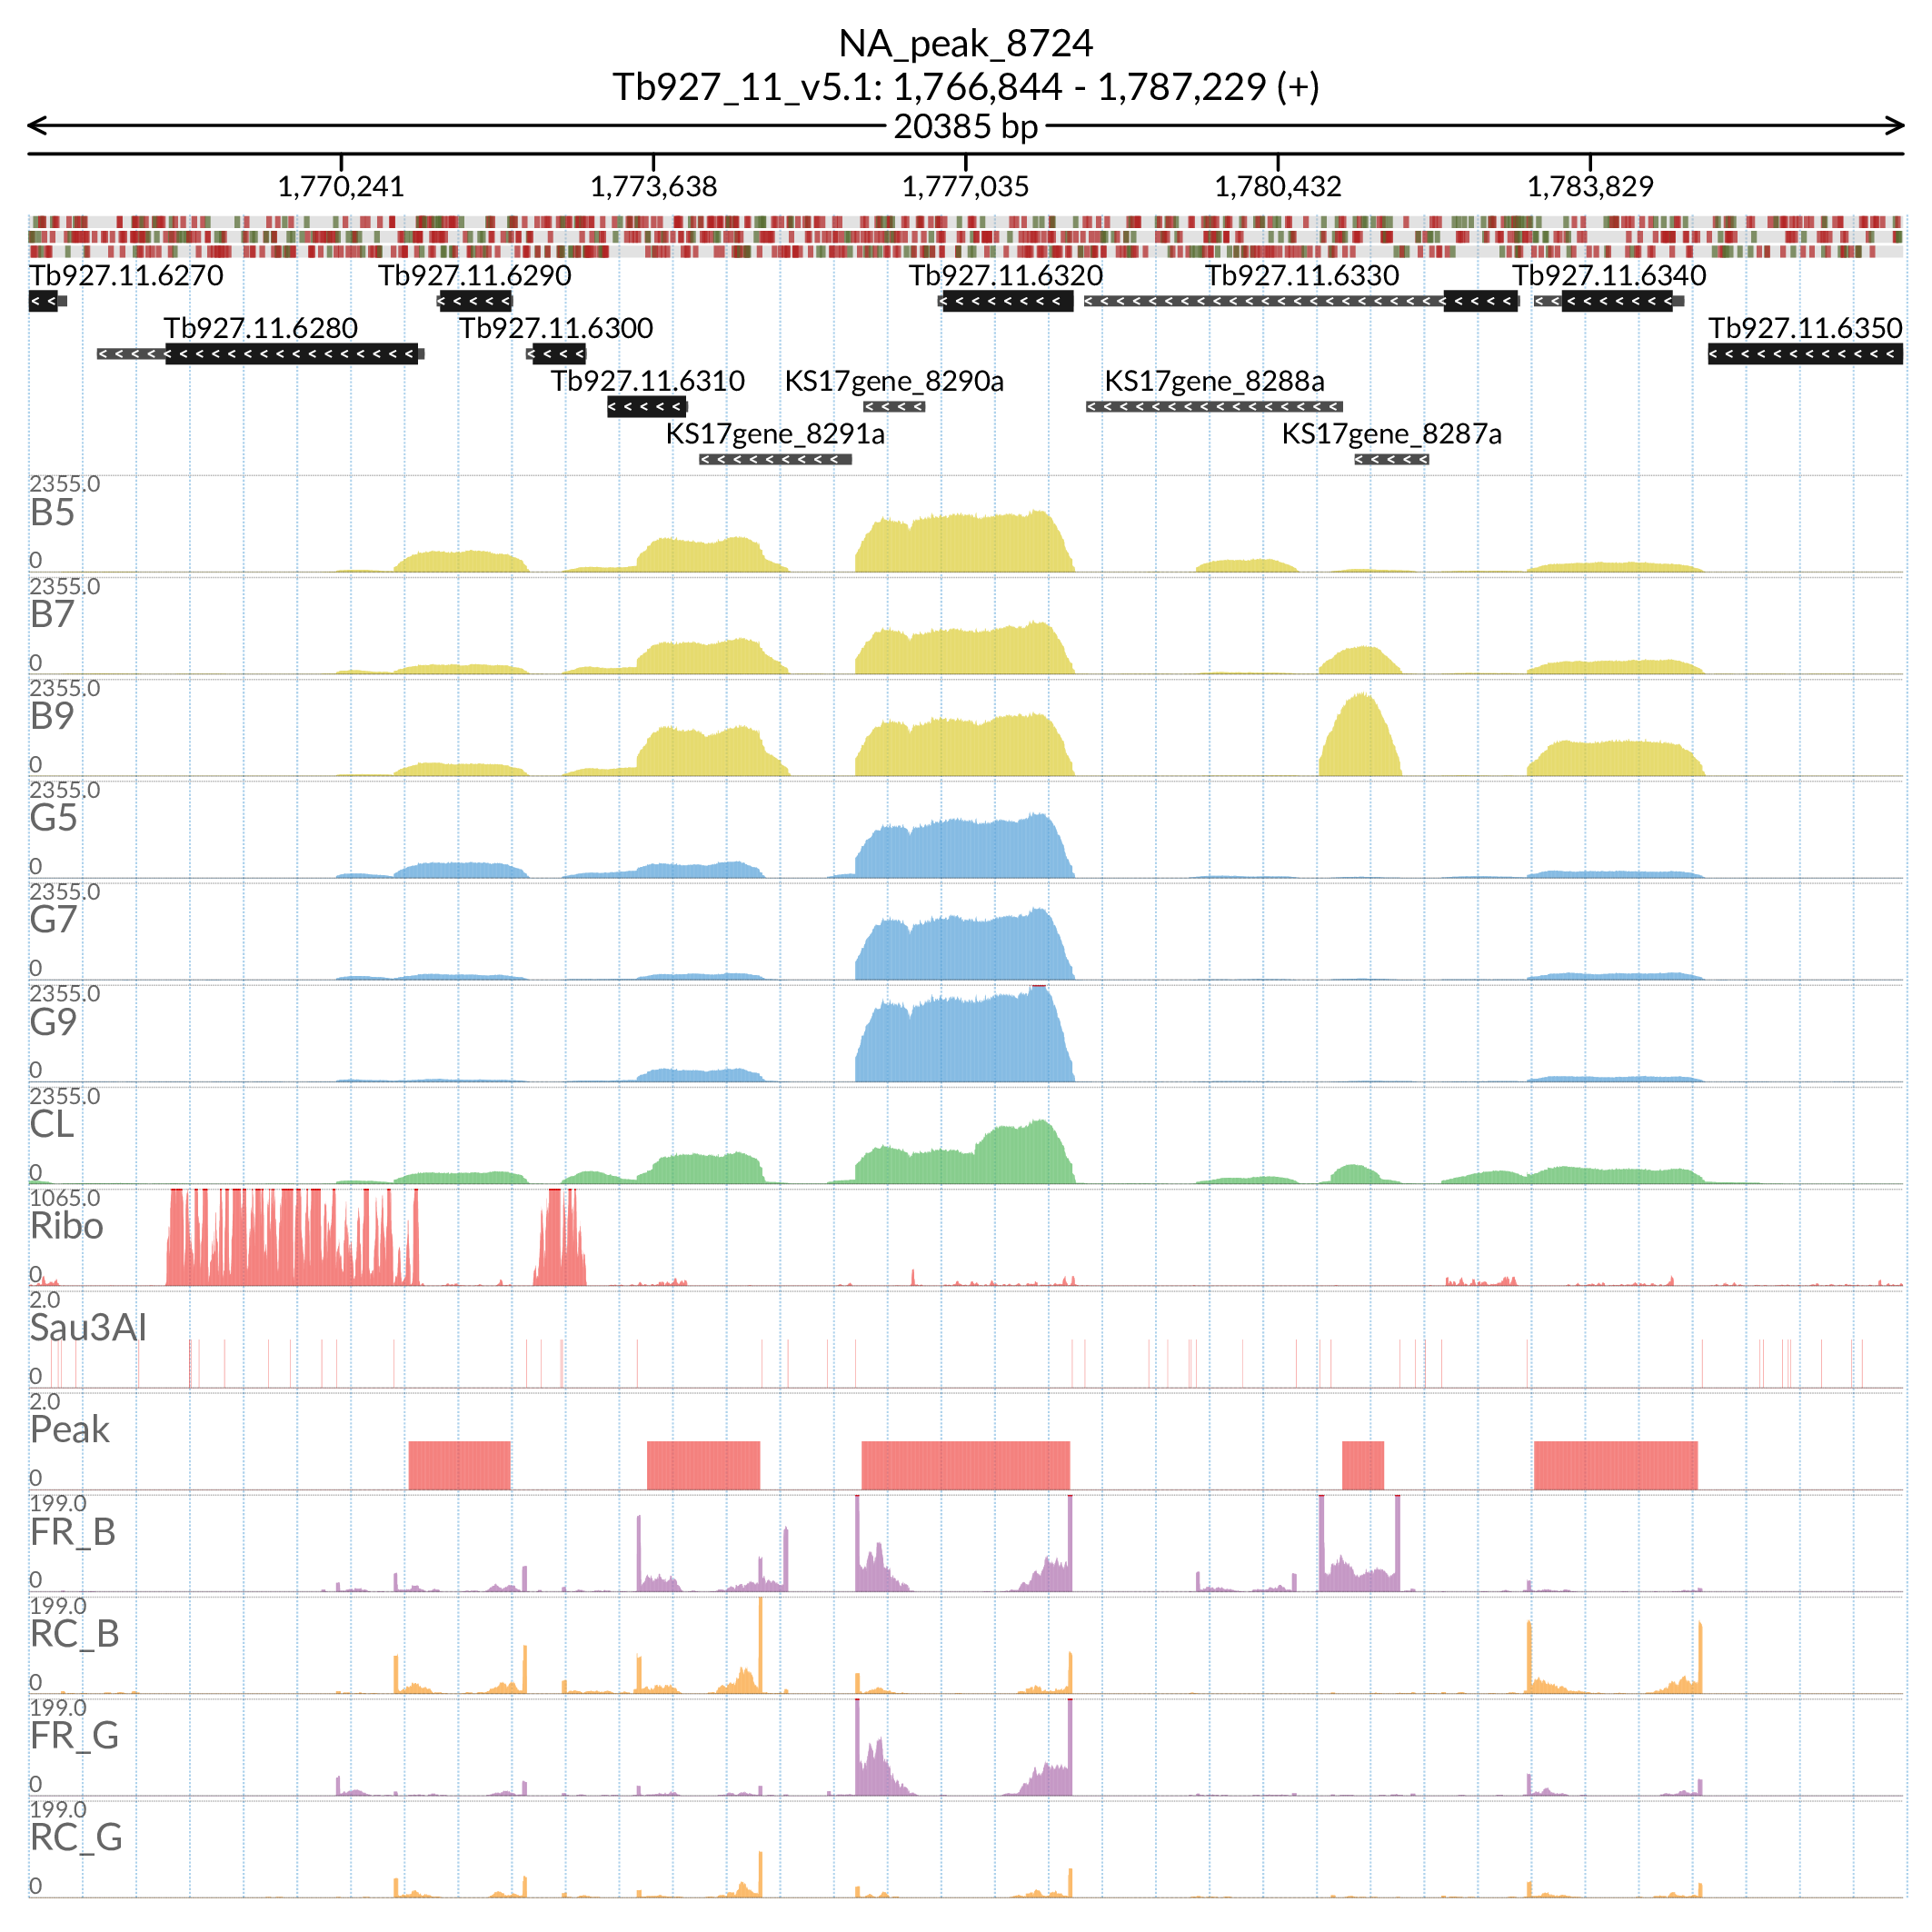 NA_peak_8724
Tb927_11_v5.1: 1,766,844 - 1,787,229 (+)
20385 bp
1,770,241 1,773,638 1,777,035 1,780,432 1,783,829
Tb927.11.6270 Tb927.11.6290 Tb927.11.6320 Tb927.11.6330 Tb927.11.6340
Tb927.11.6280 Tb927.11.6300 Tb927.11.6350
Tb927.11.6310 KS17gene_8290a KS17gene_8288a
KS17gene_8291a KS17gene_8287a
2355.0
B5
0
2355.0
B7
0
2355.0
B9
0
2355.0
G5
0
2355.0
G7
0
2355.0
G9
0
2355.0
CL
0
1065.0
Ribo
0
2.0
Sau3AI
0
2.0
Peak
0
199.0
FR_B
0
199.0
RC_B
0
199.0
FR_G
0
199.0
RC_G
0